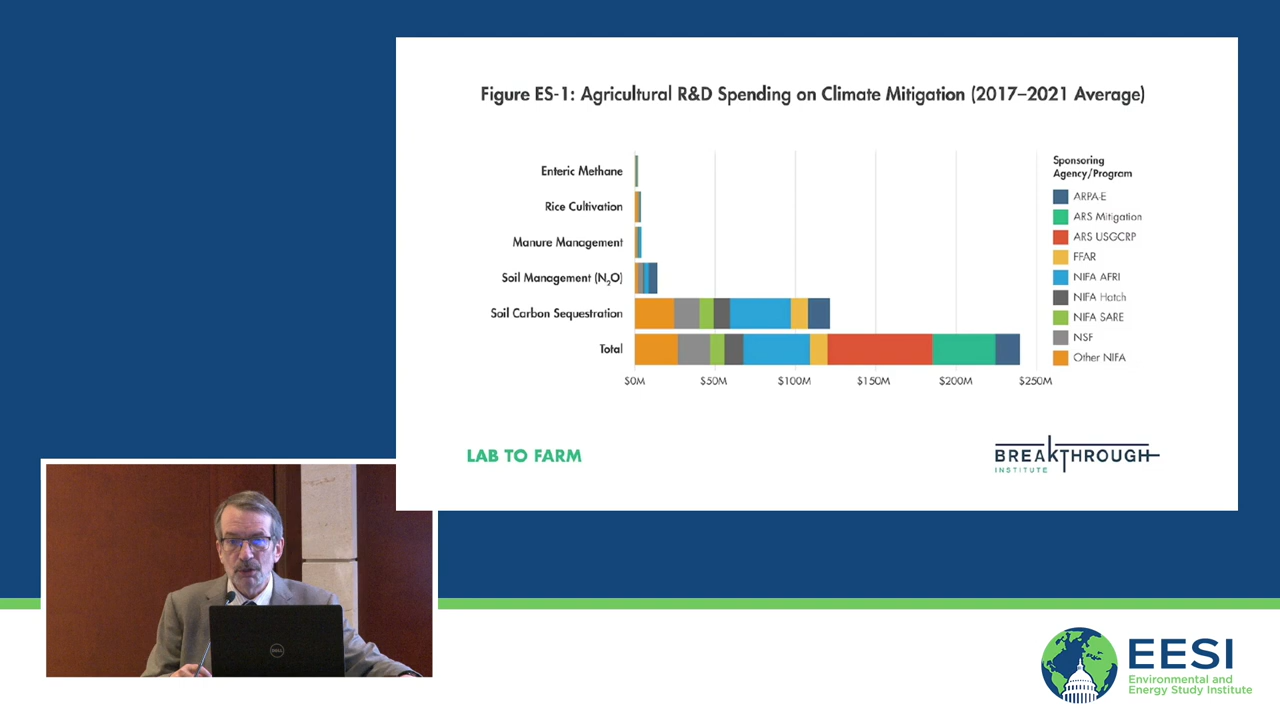 Figure ES-1: Agricultural R&D Spending on Climate Mitigation (2017–2021 Average)
Enteric Methane
Rice Cultivation
Manure Management
Soil Management (N₂O)
Soil Carbon Sequestration
Total
$0M $50M $100M $150M $200M $250M
Sponsoring
Agency/Program
ARPA-E
ARS Mitigation
ARS USGCRP
FFAR
NIFA AFRI
NIFA Hatch
NIFA SARE
NSF
Other NIFA
LAB TO FARM
BREAKTHROUGH
INSTITUTE
DELL
EESI
Environmental and
Energy Study Institute